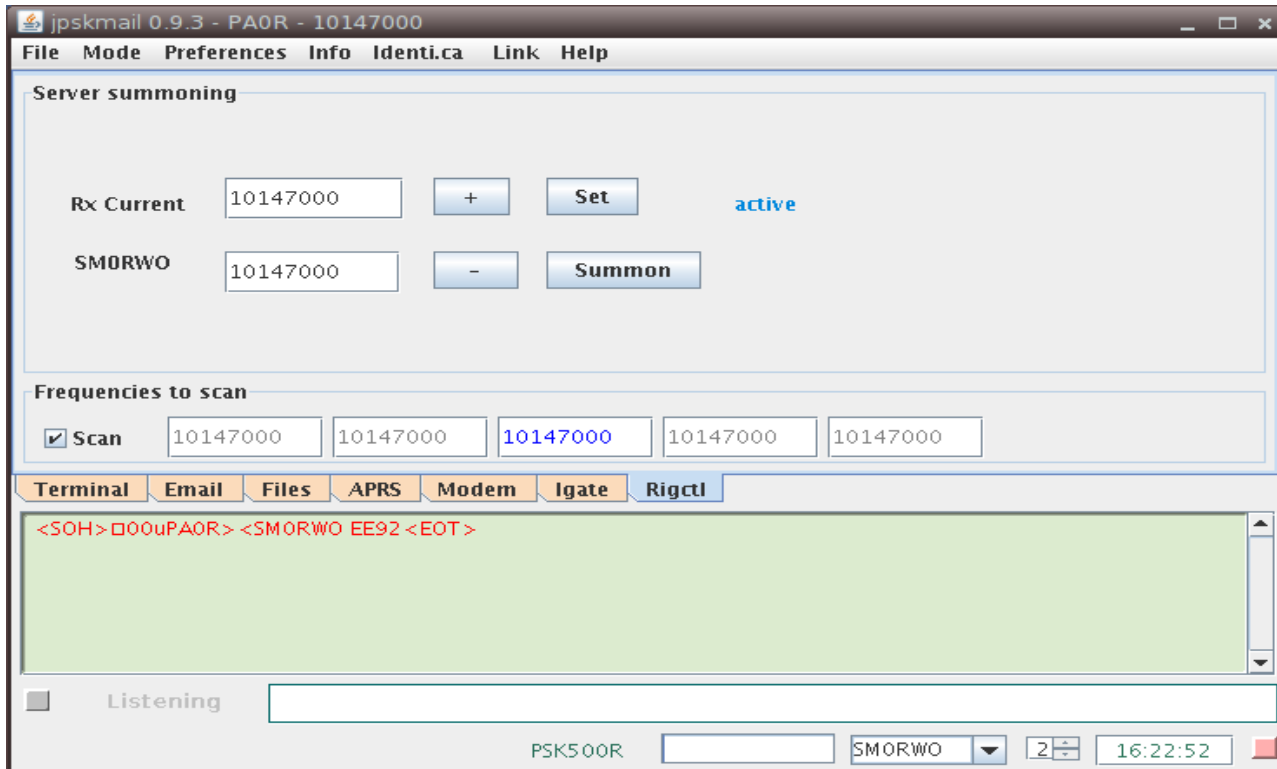 jpskmail 0.9.3 - PA0R - 10147000
File Mode Preferences Info Identi.ca Link Help
Server summoning
Rx Current 10147000 + Set active
SM0RWO 10147000 - Summon
Frequencies to scan
Scan 10147000 10147000 10147000 10147000 10147000
Terminal Email Files APRS Modem Igate Rigctl
<SOH>□00uPA0R><SM0RWO EE92<EOT>
Listening
PSK500R SM0RWO 2 16:22:52